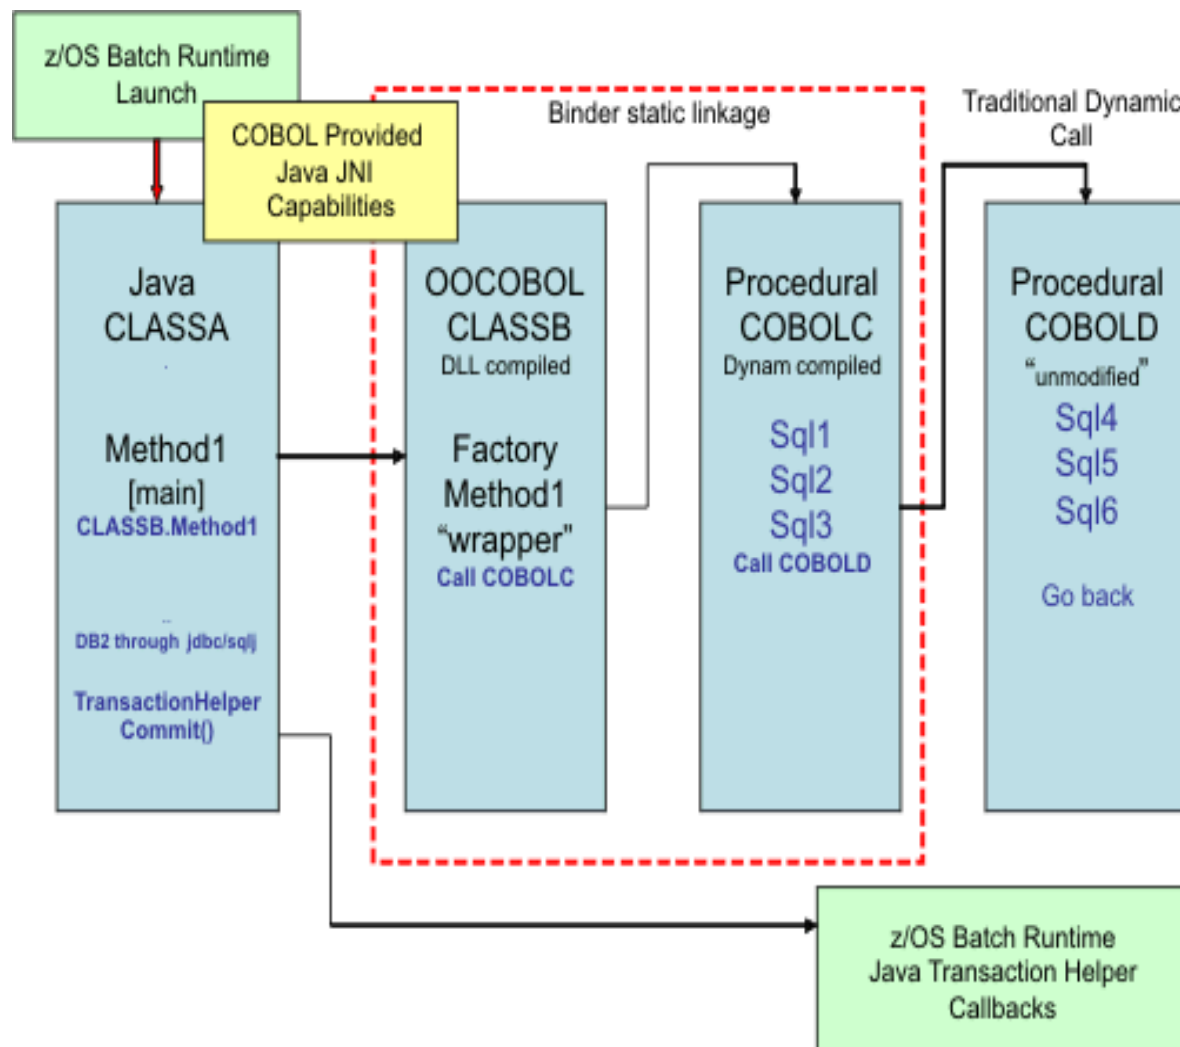 z/OS Batch Runtime
Launch
COBOL Provided
Java JNI
Capabilities
Binder static linkage
Traditional Dynamic
Call
Java
CLASSA
.
Method1
[main]
CLASSB.Method1
..
DB2 through jdbc/sqlj
TransactionHelper
Commit()
OOCOBOL
CLASSB
DLL compiled
Factory
Method1
“wrapper”
Call COBOLC
Procedural
COBOLC
Dynam compiled
Sql1
Sql2
Sql3
Call COBOLD
Procedural
COBOLD
“unmodified”
Sql4
Sql5
Sql6
Go back
z/OS Batch Runtime
Java Transaction Helper
Callbacks